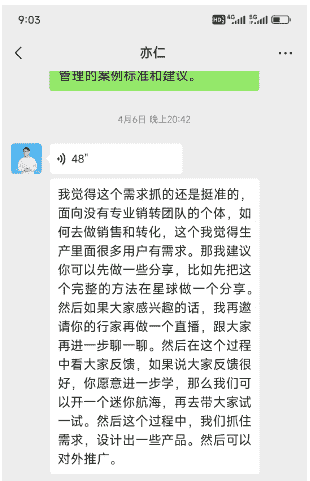 9:03
HD 4G 5G
亦仁
管理的案例标准和建议。
4月6日 晚上20:42
48"
我觉得这个需求抓的还是挺准的,
面向没有专业销转团队的个体，如
何去做销售和转化，这个我觉得生
产里面很多用户有需求。那我建议
你可以先做一些分享，比如先把这
个完整的方法在星球做一个分享。
然后如果大家感兴趣的话，我再邀
请你的行家再做一个直播，跟大家
再进一步聊一聊。然后在这个过程
中看大家反馈，如果说大家反馈很
好，你愿意进一步学，那么我们可
以开一个迷你航海，再去带大家试
一试。然后这个过程中，我们抓住
需求，设计出一些产品。然后可以
对外推广。